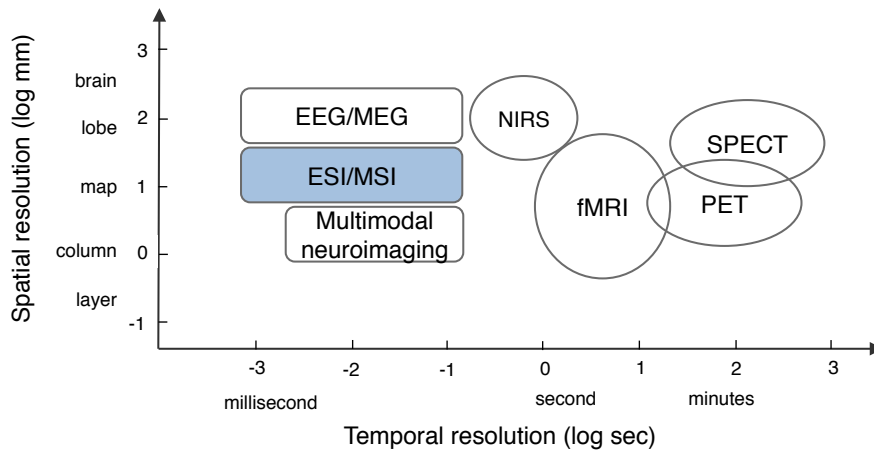 Spatial resolution (log mm)
3
brain
2
lobe
map
1
column
0
layer
-1
EEG/MEG
NIRS
SPECT
ESI/MSI
fMRI
PET
Multimodal
neuroimaging
-3
-2
-1
0
1
2
3
millisecond
second
minutes
Temporal resolution (log sec)